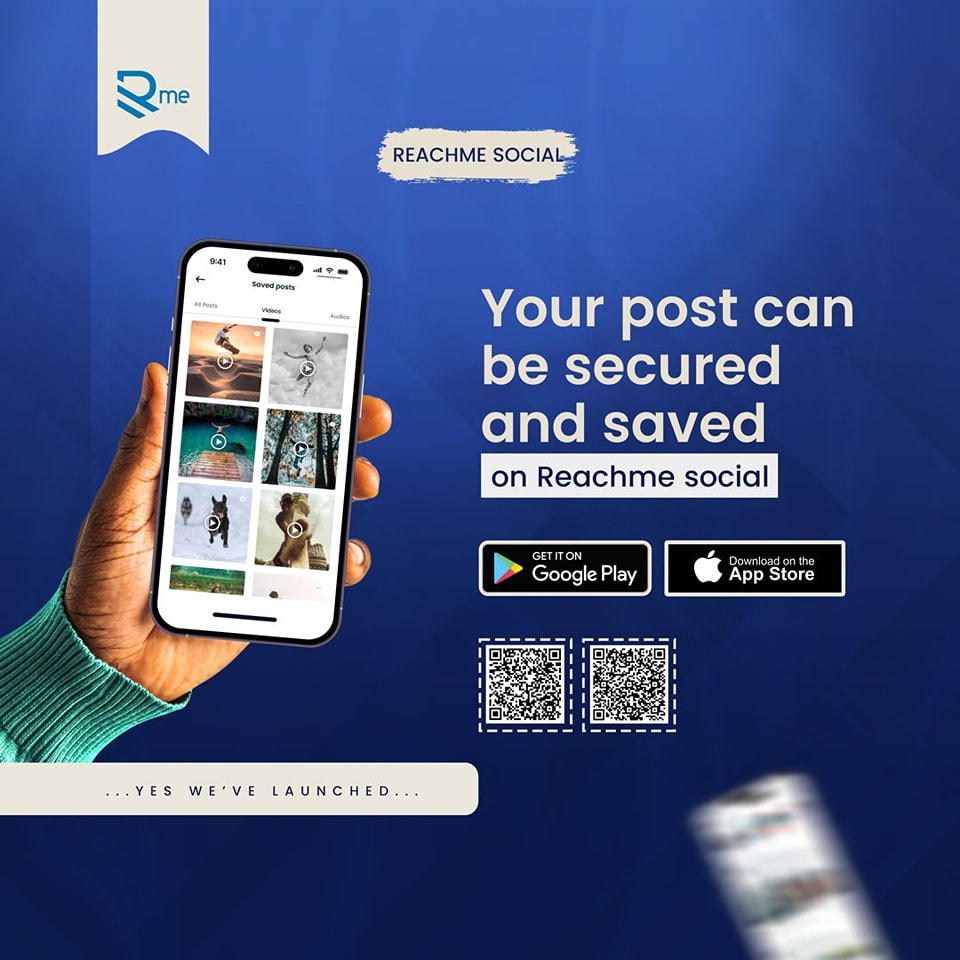 Rme
REACHME SOCIAL
9:41
Saved posts
All Posts
Videos
Audios
Your post can
be secured
and saved
on Reachme social
GET IT ON
Google Play
Download on the
App Store
...YES WE'VE LAUNCHED...